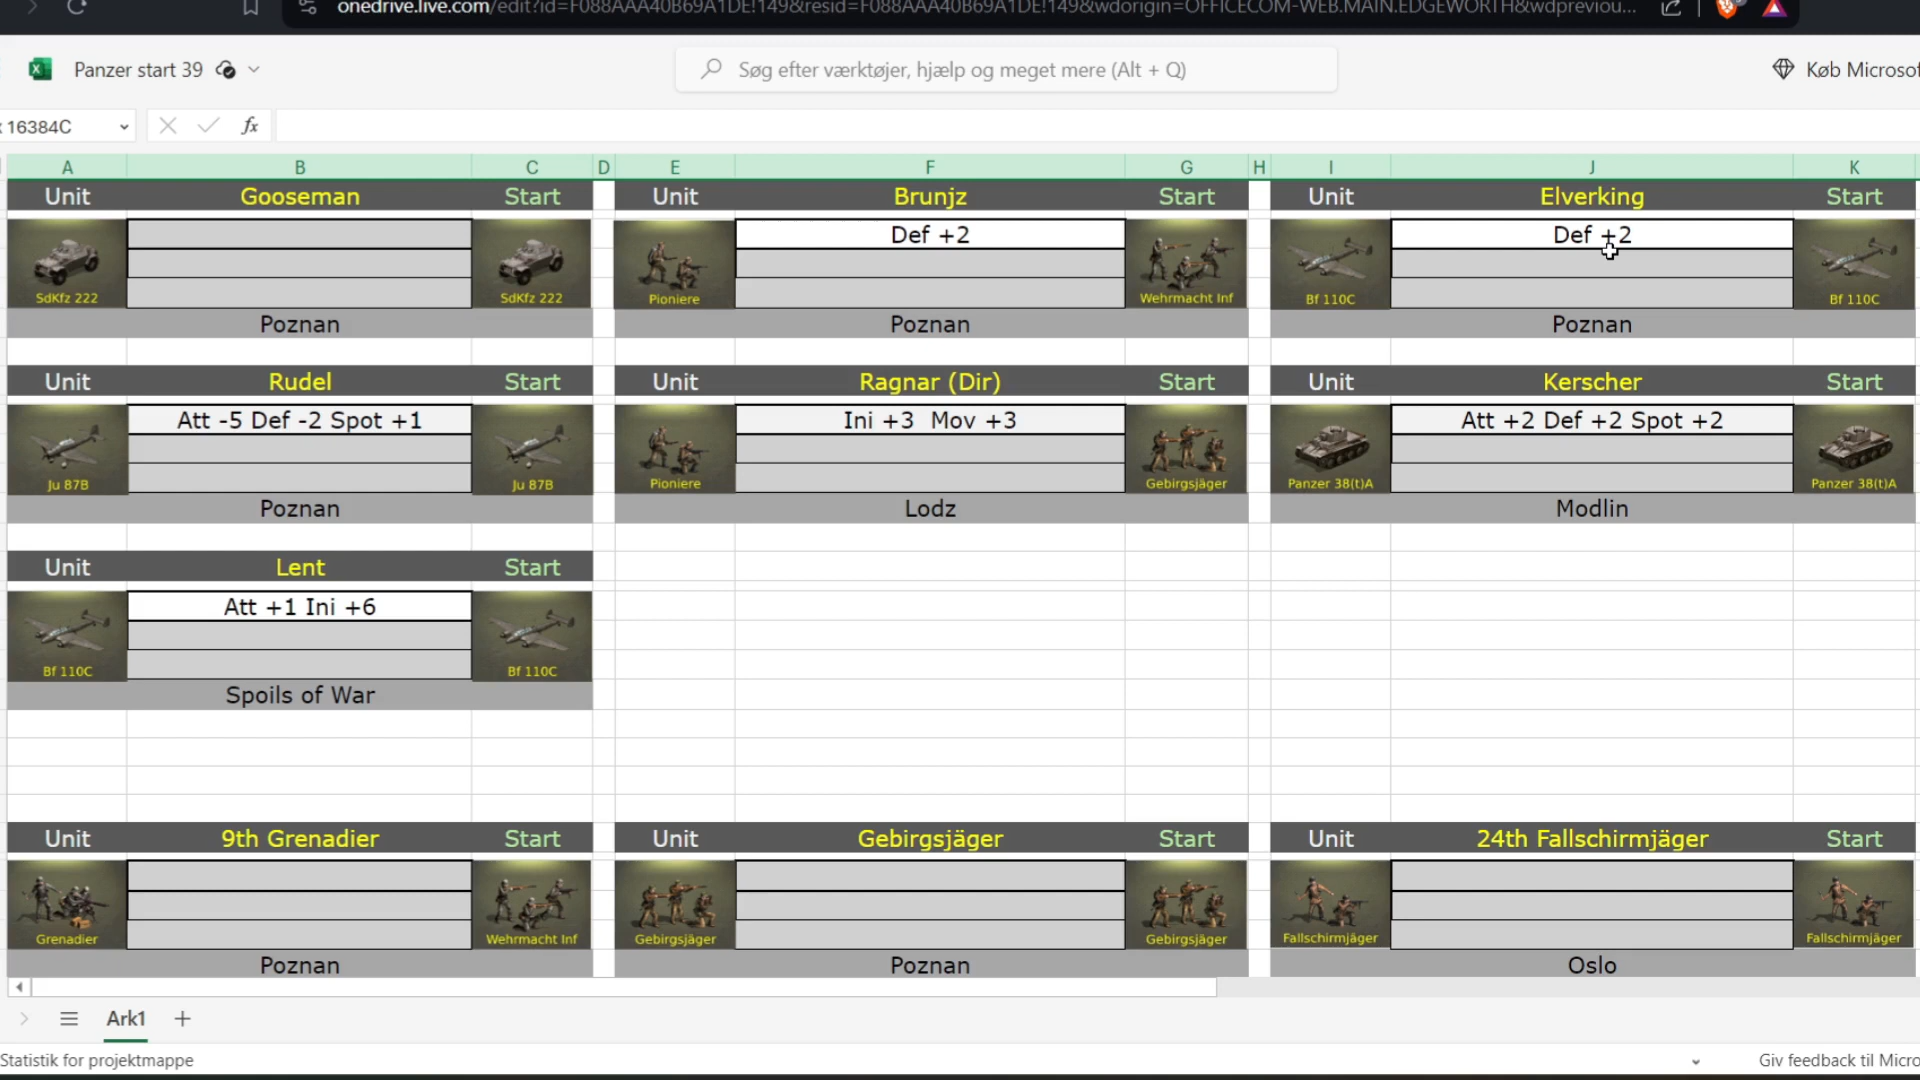 onedrive.live.com/edit?id=F088AAA40B69A1DE!149&resid=F088AAA40B69A1DE!149&wdorigin=OFFICECOM-WEB.MAIN.EDGEWORTH&wdpreviou...
Panzer start 39
Søg efter værktøjer, hjælp og meget mere (Alt + Q)
Køb Microsof
16384C
fx
A B C D E F G H I J K
Unit Gooseman Start Unit Brunjz Start Unit Elverking Start
Def +2 Def +2
SdKfz 222 SdKfz 222 Pioniere Wehrmacht Inf Bf 110C Bf 110C
Poznan Poznan Poznan
Unit Rudel Start Unit Ragnar (Dir) Start Unit Kerscher Start
Att -5 Def -2 Spot +1 Ini +3 Mov +3 Att +2 Def +2 Spot +2
Ju 87B Ju 87B Pioniere Gebirgsjäger Panzer 38(t)A Panzer 38(t)A
Poznan Lodz Modlin
Unit Lent Start
Att +1 Ini +6
Bf 110C Bf 110C
Spoils of War
Unit 9th Grenadier Start Unit Gebirgsjäger Start Unit 24th Fallschirmjäger Start
Grenadier Wehrmacht Inf Gebirgsjäger Gebirgsjäger Fallschirmjäger Fallschirmjäger
Poznan Poznan Oslo
Ark1
Statistik for projektmappe
Giv feedback til Micro